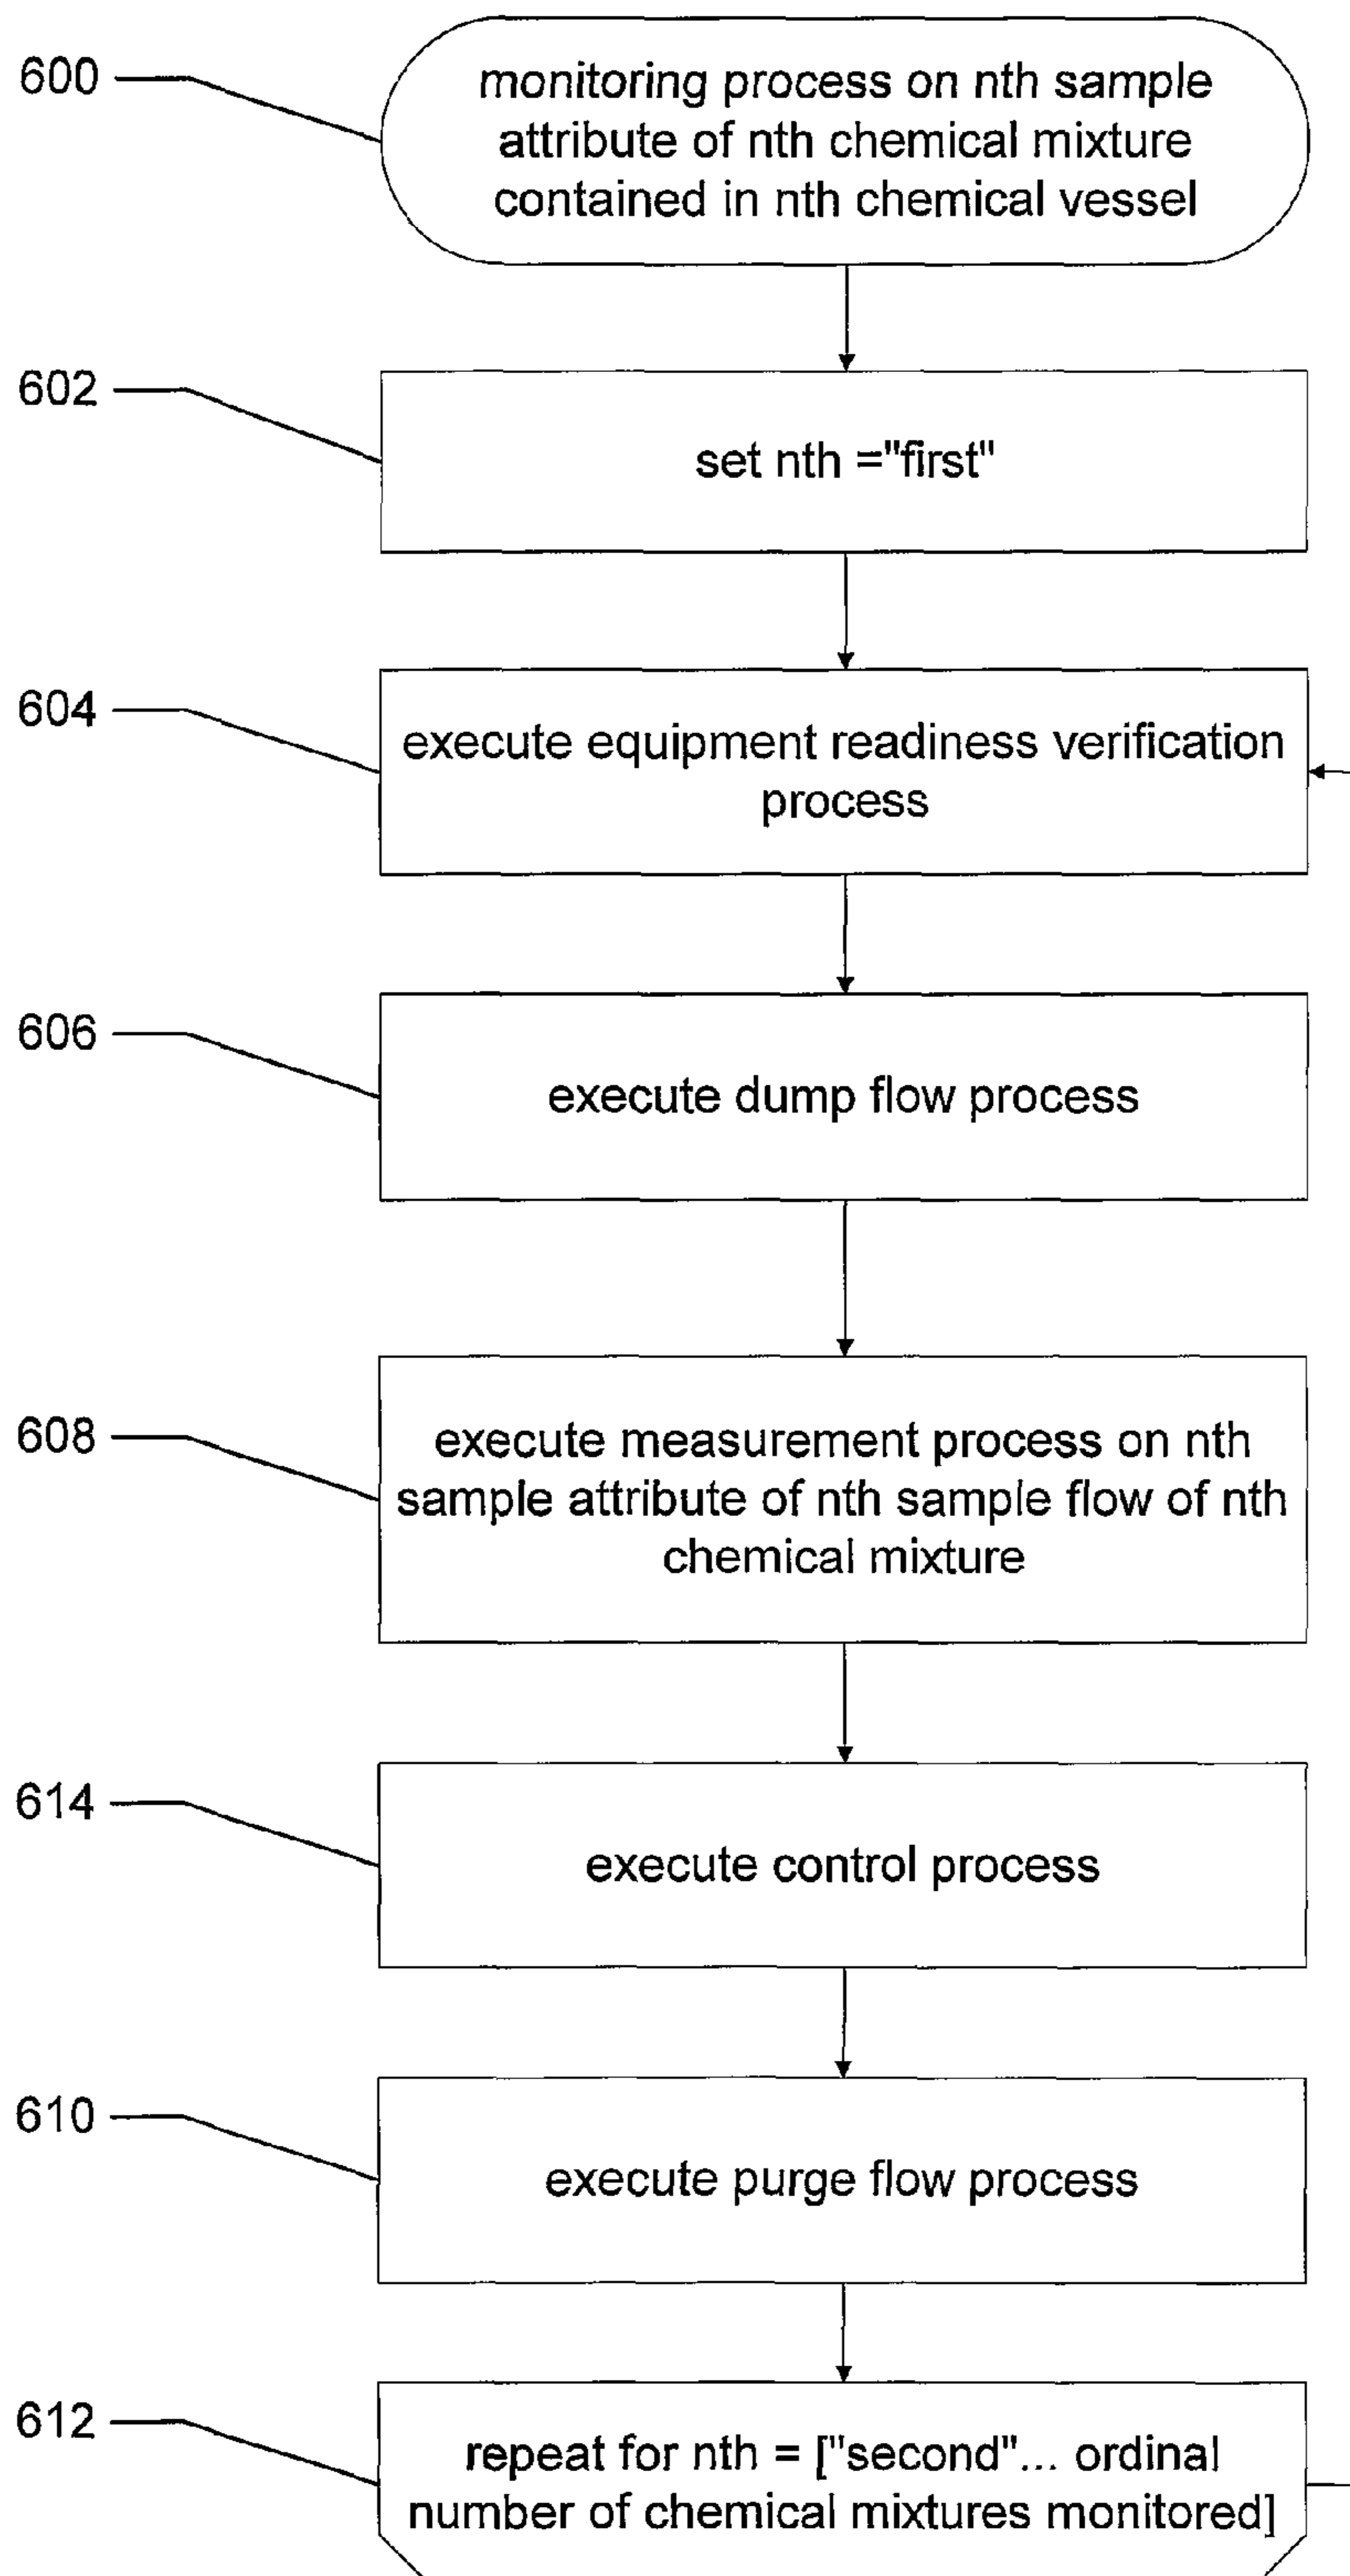 600
monitoring process on nth sample
attribute of nth chemical mixture
contained in nth chemical vessel
602
set nth ="first"
604
execute equipment readiness verification
process
606
execute dump flow process
608
execute measurement process on nth
sample attribute of nth sample flow of nth
chemical mixture
614
execute control process
610
execute purge flow process
612
repeat for nth = ["second"... ordinal
number of chemical mixtures monitored]